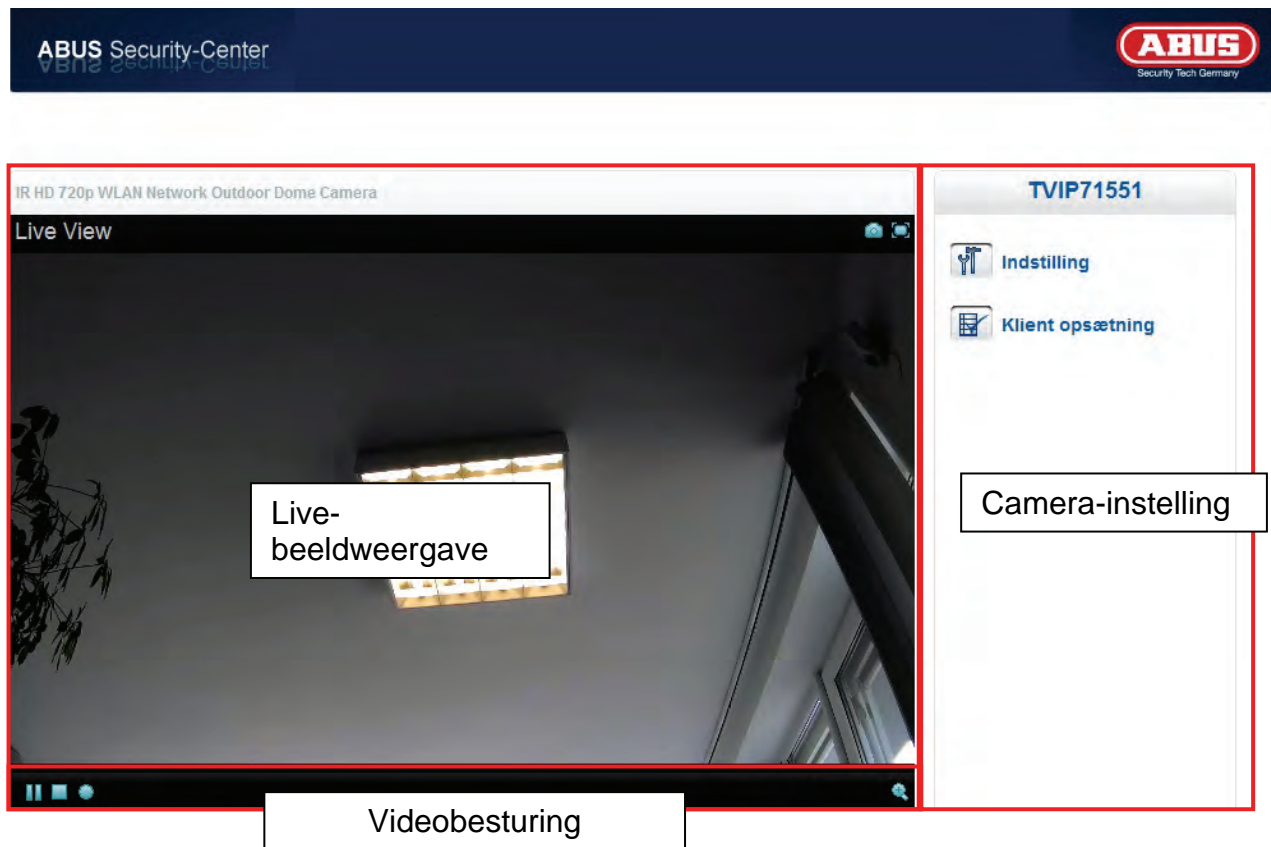 ABUS Security-Center
ABUS
Security Tech Germany
IR HD 720p WLAN Network Outdoor Dome Camera
Live View
TVIP71551
Indstilling
Klient opsætning
Live-
beeldweergave
Camera-instelling
Videobesturing